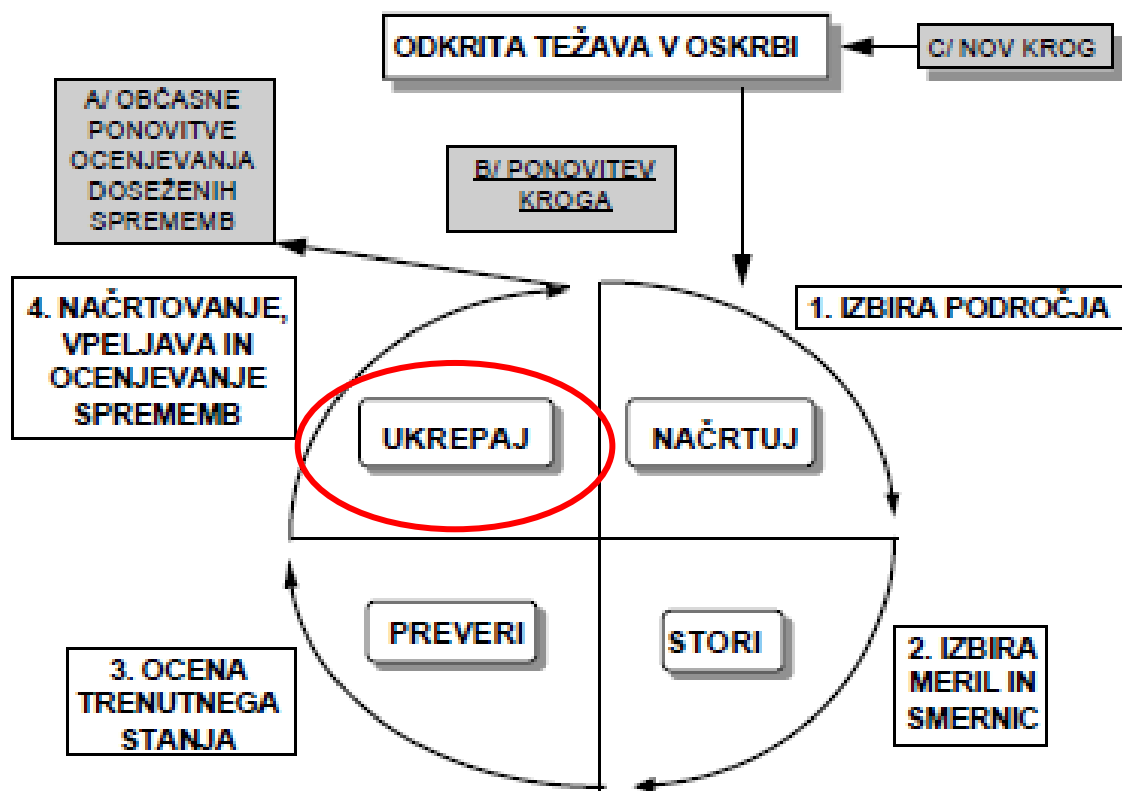 ODKRITA TEŽAVA V OSKRBI
C/ NOV KROG
A/ OBČASNE
PONOVITVE
OCENJEVANJA
DOSEŽENIH
SPREMEMB
B/ PONOVITEV
KROGA
4. NAČRTOVANJE,
VPELJAVA IN
OCENJEVANJE
SPREMEMB
1. IZBIRA PODROČJA
UKREPAJ
NAČRTUJ
PREVERI
STORI
3. OCENA
TRENUTNEGA
STANJA
2. IZBIRA
MERIL IN
SMERNIC